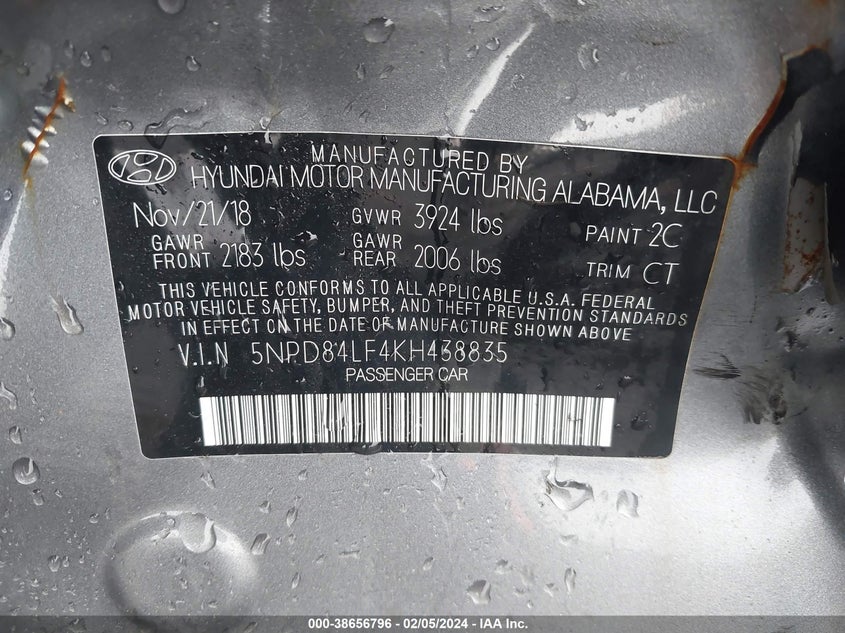 MANUFACTURED BY
HYUNDAI MOTOR MANUFACTURING ALABAMA, LLC
Nov/21/18 GVWR 3924 lbs PAINT 2C
GAWR FRONT 2183 lbs GAWR REAR 2006 lbs TRIM CT
THIS VEHICLE CONFORMS TO ALL APPLICABLE U.S.A. FEDERAL
MOTOR VEHICLE SAFETY, BUMPER, AND THEFT PREVENTION STANDARDS
IN EFFECT ON THE DATE OF MANUFACTURE SHOWN ABOVE
V.I.N 5NPD84LF4KH438835
PASSENGER CAR
000-38656796 - 02/05/2024 - IAA Inc.